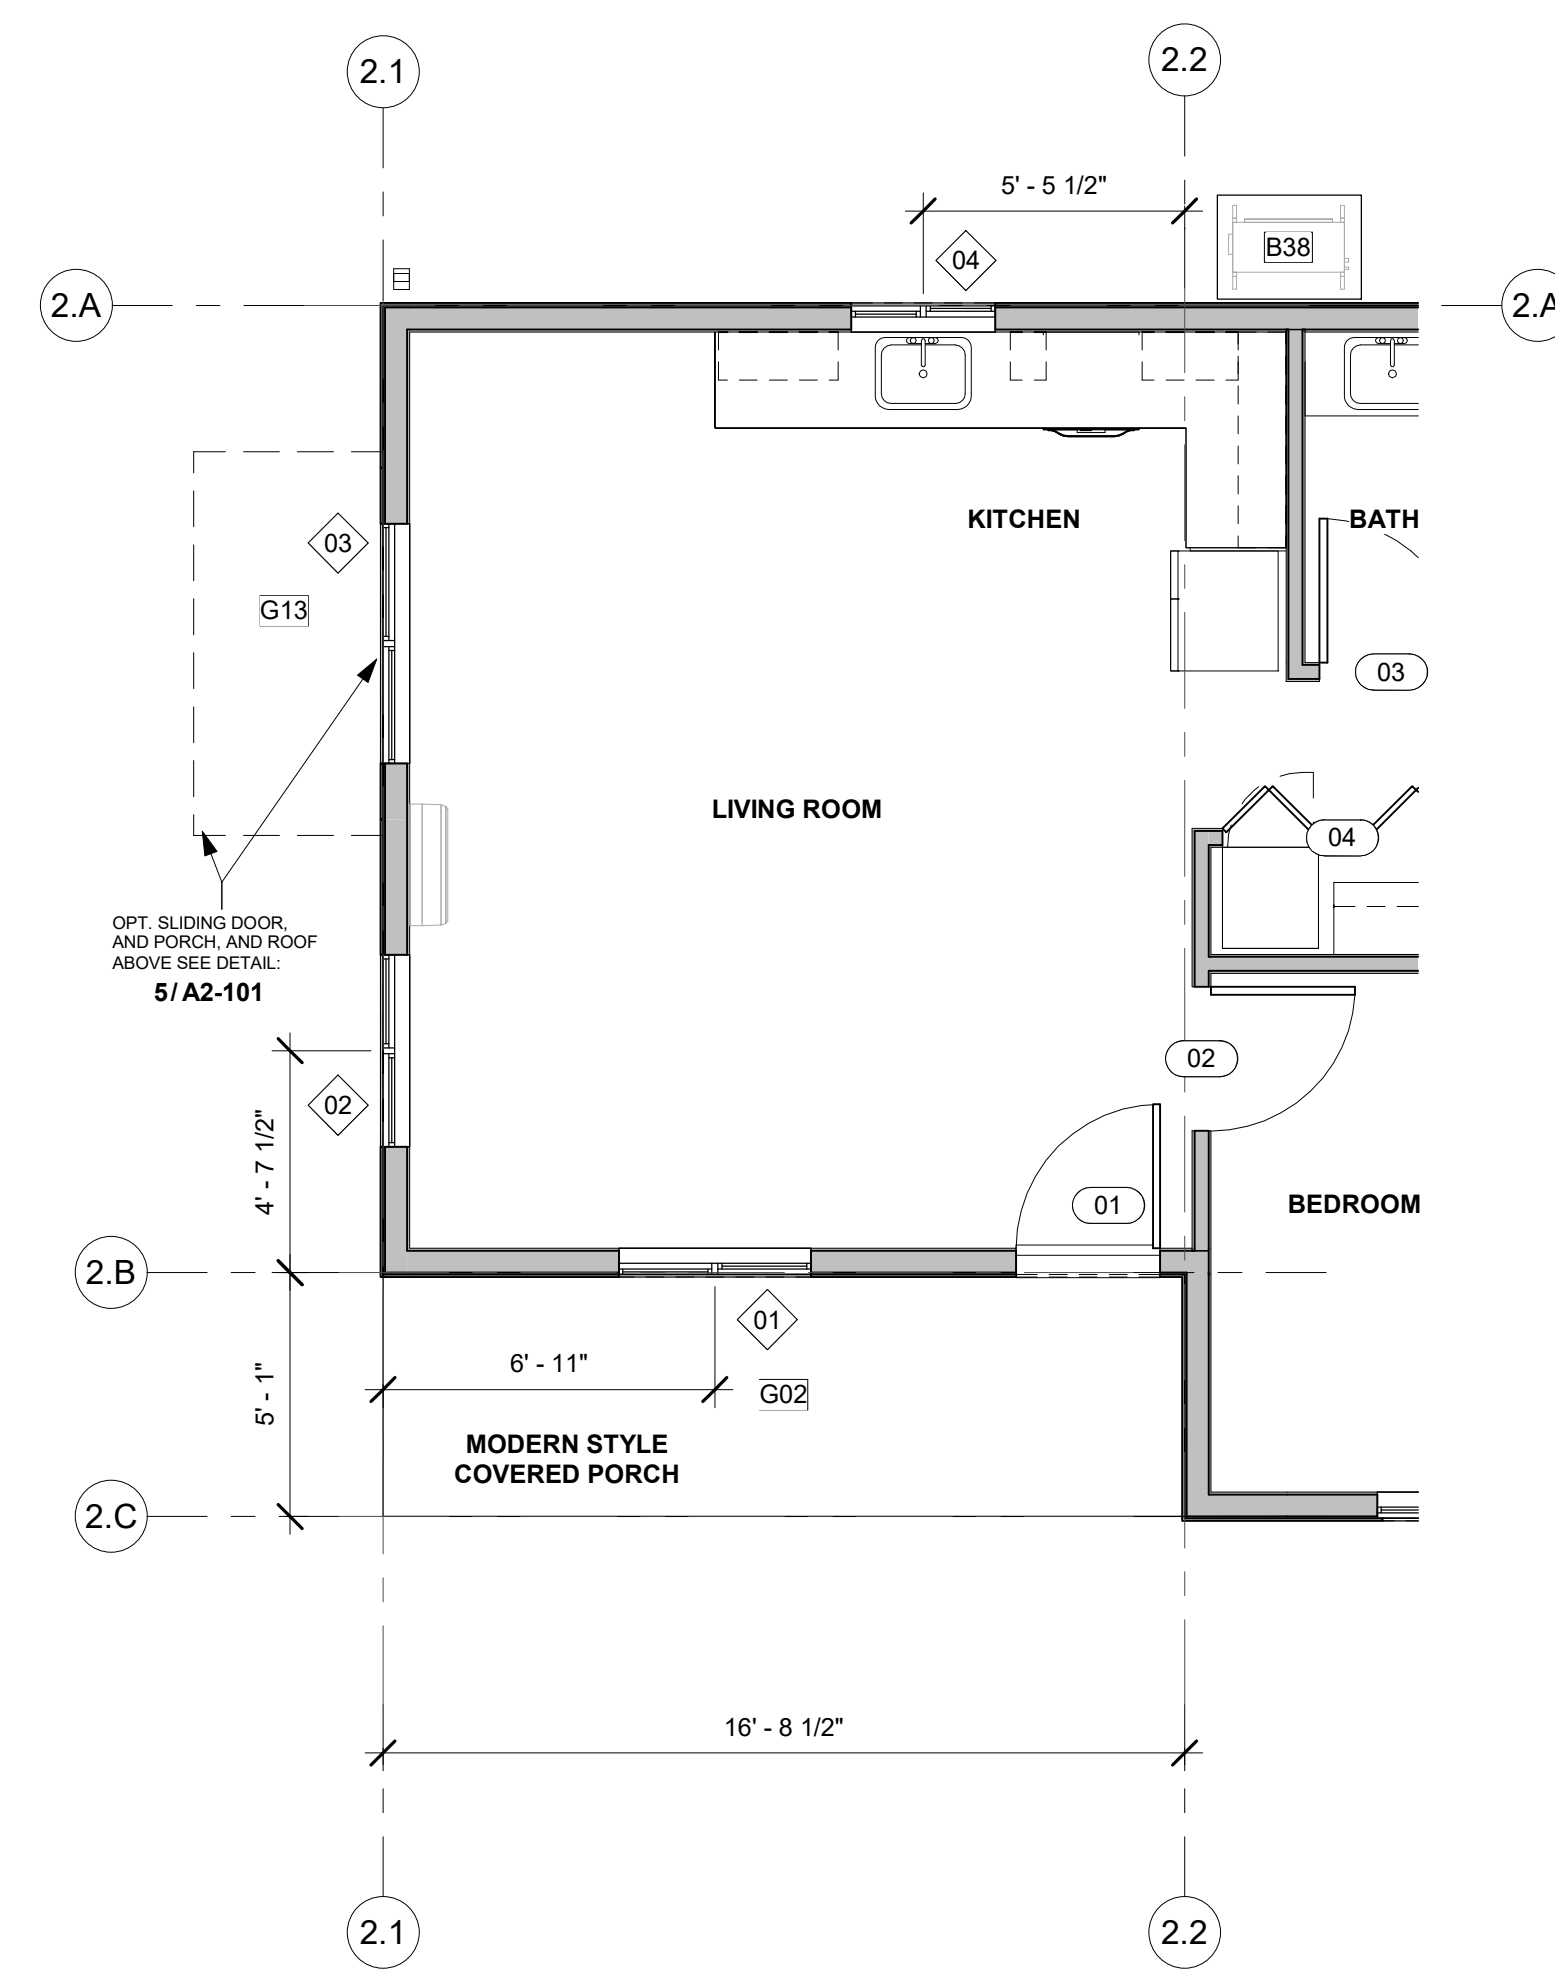 2.1
2.2
5' - 5 1/2"
04
B38
2.A
2.A
KITCHEN
BATH
03
G13
03
LIVING ROOM
04
OPT. SLIDING DOOR,
AND PORCH, AND ROOF
ABOVE SEE DETAIL:
5/ A2-101
02
02
4' - 7 1/2"
01
BEDROOM
2.B
01
6' - 11"
G02
5' - 1"
MODERN STYLE
COVERED PORCH
2.C
16' - 8 1/2"
2.1
2.2